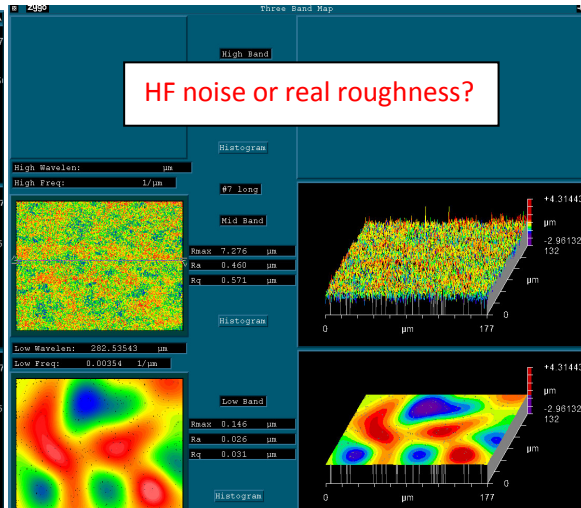 zygo
Three Band Map
High Band
HF noise or real roughness?
Histogram
High Wavelen: µm
High Freq: 1/µm
#7 long
Mid Band
Rmax 7.276 µm
Ra 0.460 µm
Rq 0.571 µm
Histogram
+4.31443
µm
-2.96132
132
µm
0
0 µm 177
Low Wavelen: 282.53543 µm
Low Freq: 0.00354 1/µm
Low Band
Rmax 0.146 µm
Ra 0.026 µm
Rq 0.031 µm
Histogram
+4.31443
µm
-2.96132
132
µm
0
0 µm 177